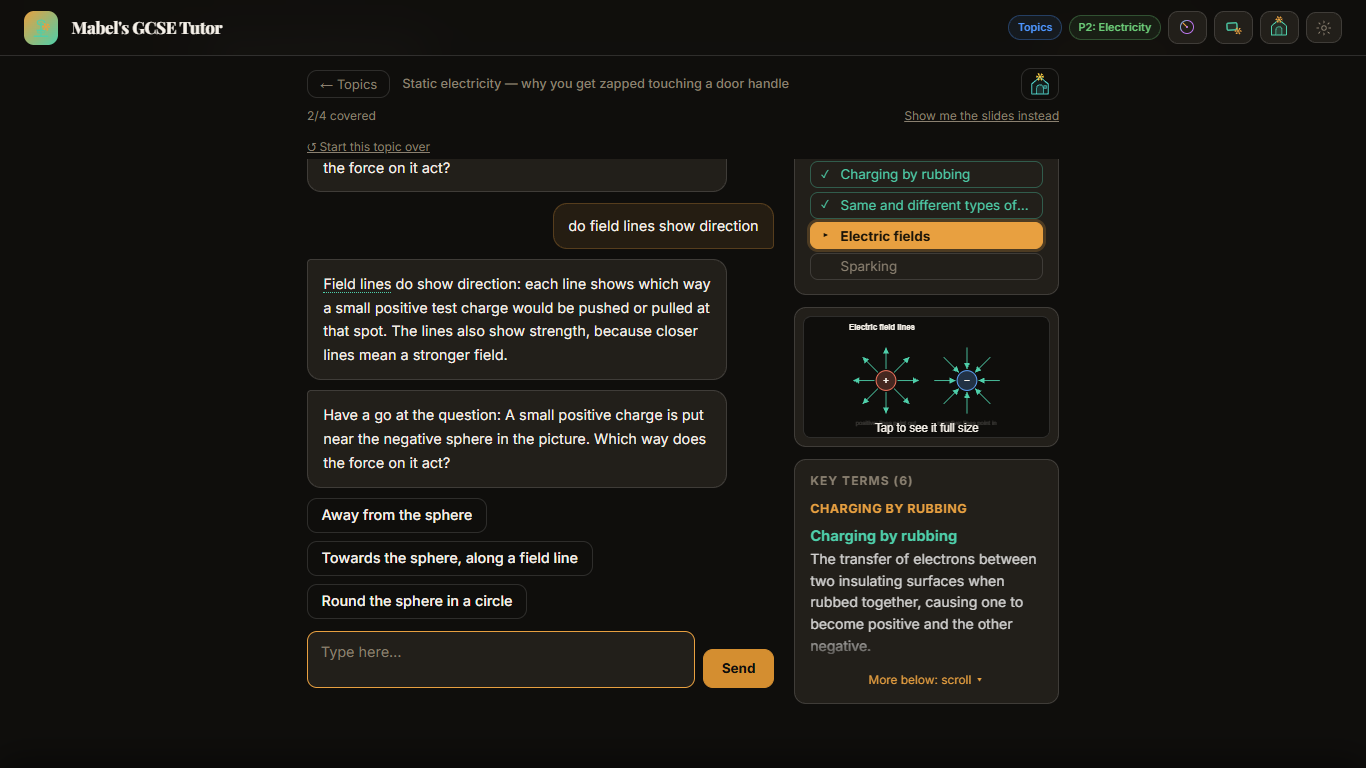 Mabel's GCSE Tutor
Topics
P2: Electricity
← Topics
Static electricity — why you get zapped touching a door handle
2/4 covered
Show me the slides instead
↺ Start this topic over
the force on it act?
do field lines show direction
Field lines do show direction: each line shows which way
a small positive test charge would be pushed or pulled at
that spot. The lines also show strength, because closer
lines mean a stronger field.
Have a go at the question: A small positive charge is put
near the negative sphere in the picture. Which way does
the force on it act?
Away from the sphere
Towards the sphere, along a field line
Round the sphere in a circle
Type here...
Send
✓ Charging by rubbing
✓ Same and different types of...
‣ Electric fields
Sparking
Electric field lines
+ −
Tap to see it full size
KEY TERMS (6)
CHARGING BY RUBBING
Charging by rubbing
The transfer of electrons between
two insulating surfaces when
rubbed together, causing one to
become positive and the other
negative.
More below: scroll ▾